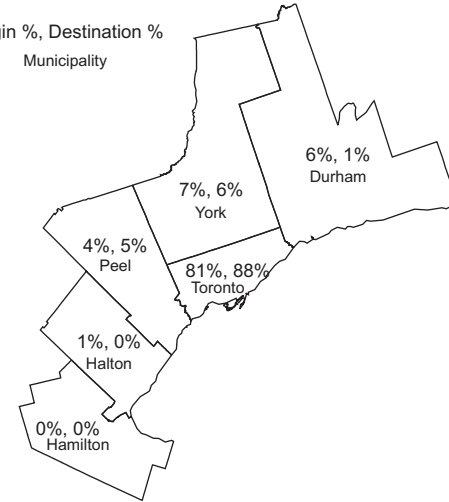 gin %, Destination %
Municipality
6%, 1%
Durham
7%, 6%
York
4%, 5%
Peel
81%, 88%
Toronto
1%, 0%
Halton
0%, 0%
Hamilton